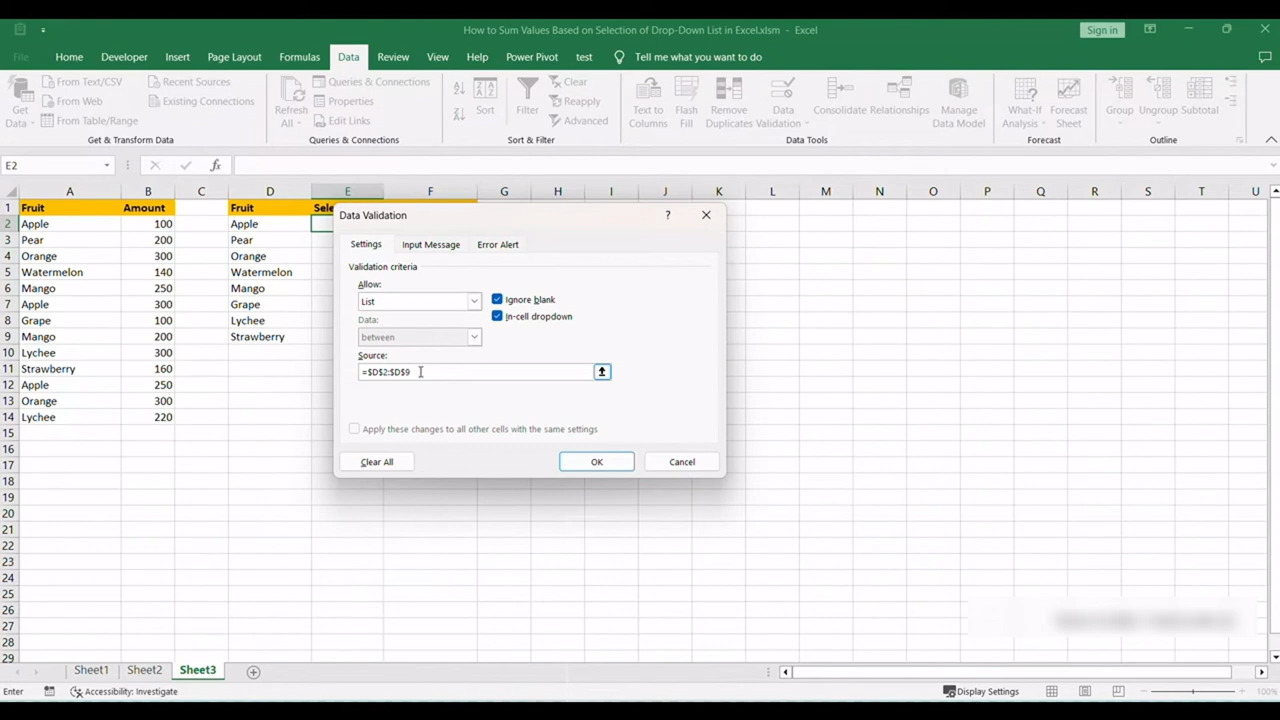 How to Sum Values Based on Selection of Drop-Down List in Excel.xlsm - Excel
Sign in
File Home Developer Insert Page Layout Formulas Data Review View Help Power Pivot test Tell me what you want to do
Get Data
From Text/CSV
From Web
From Table/Range
Recent Sources
Existing Connections
Get & Transform Data
Refresh All
Queries & Connections
Properties
Edit Links
Queries & Connections
Sort
Filter
Clear
Reapply
Advanced
Sort & Filter
Text to Columns
Flash Fill
Remove Duplicates
Data Validation
Consolidate
Relationships
Manage Data Model
Data Tools
What-If Analysis
Forecast Sheet
Forecast
Group
Ungroup
Subtotal
Outline
E2
fx
A B C D E F G H I J K L M N O P Q R S T U
1 Fruit Amount Fruit Sele
2 Apple 100 Apple
3 Pear 200 Pear
4 Orange 300 Orange
5 Watermelon 140 Watermelon
6 Mango 250 Mango
7 Apple 300 Grape
8 Grape 100 Lychee
9 Mango 200 Strawberry
10 Lychee 300
11 Strawberry 160
12 Apple 250
13 Orange 300
14 Lychee 220
15
16
17
18
19
20
21
22
23
24
25
26
27
28
29
Data Validation
?
Settings Input Message Error Alert
Validation criteria
Allow:
List
Ignore blank
Data:
In-cell dropdown
between
Source:
=$D$2:$D$9
Apply these changes to all other cells with the same settings
Clear All OK Cancel
Sheet1 Sheet2 Sheet3
Enter Accessibility: Investigate Display Settings 100%